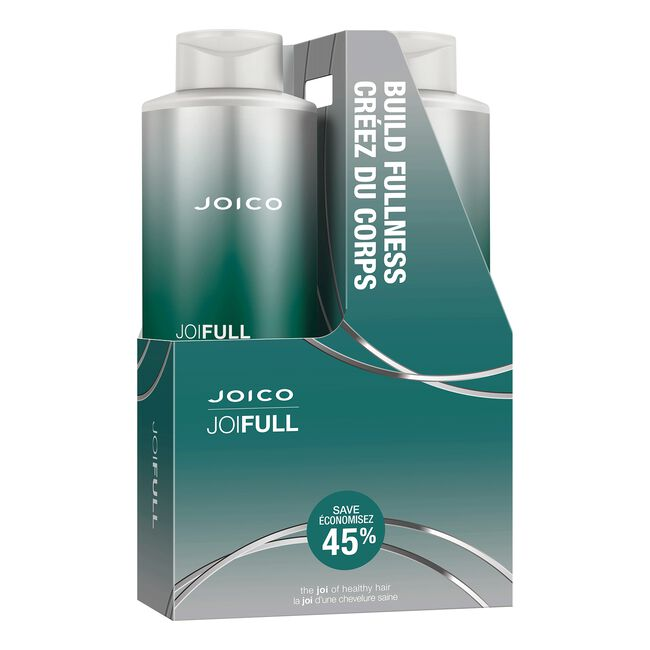 JOICO
JOIFULL
BUILD FULLNESS
CRÉEZ DU CORPS
JOICO
JOIFULL
JOIFULL
SAVE
ÉCONOMISEZ
45%
the joi of healthy hair
la joi d'une chevelure saine